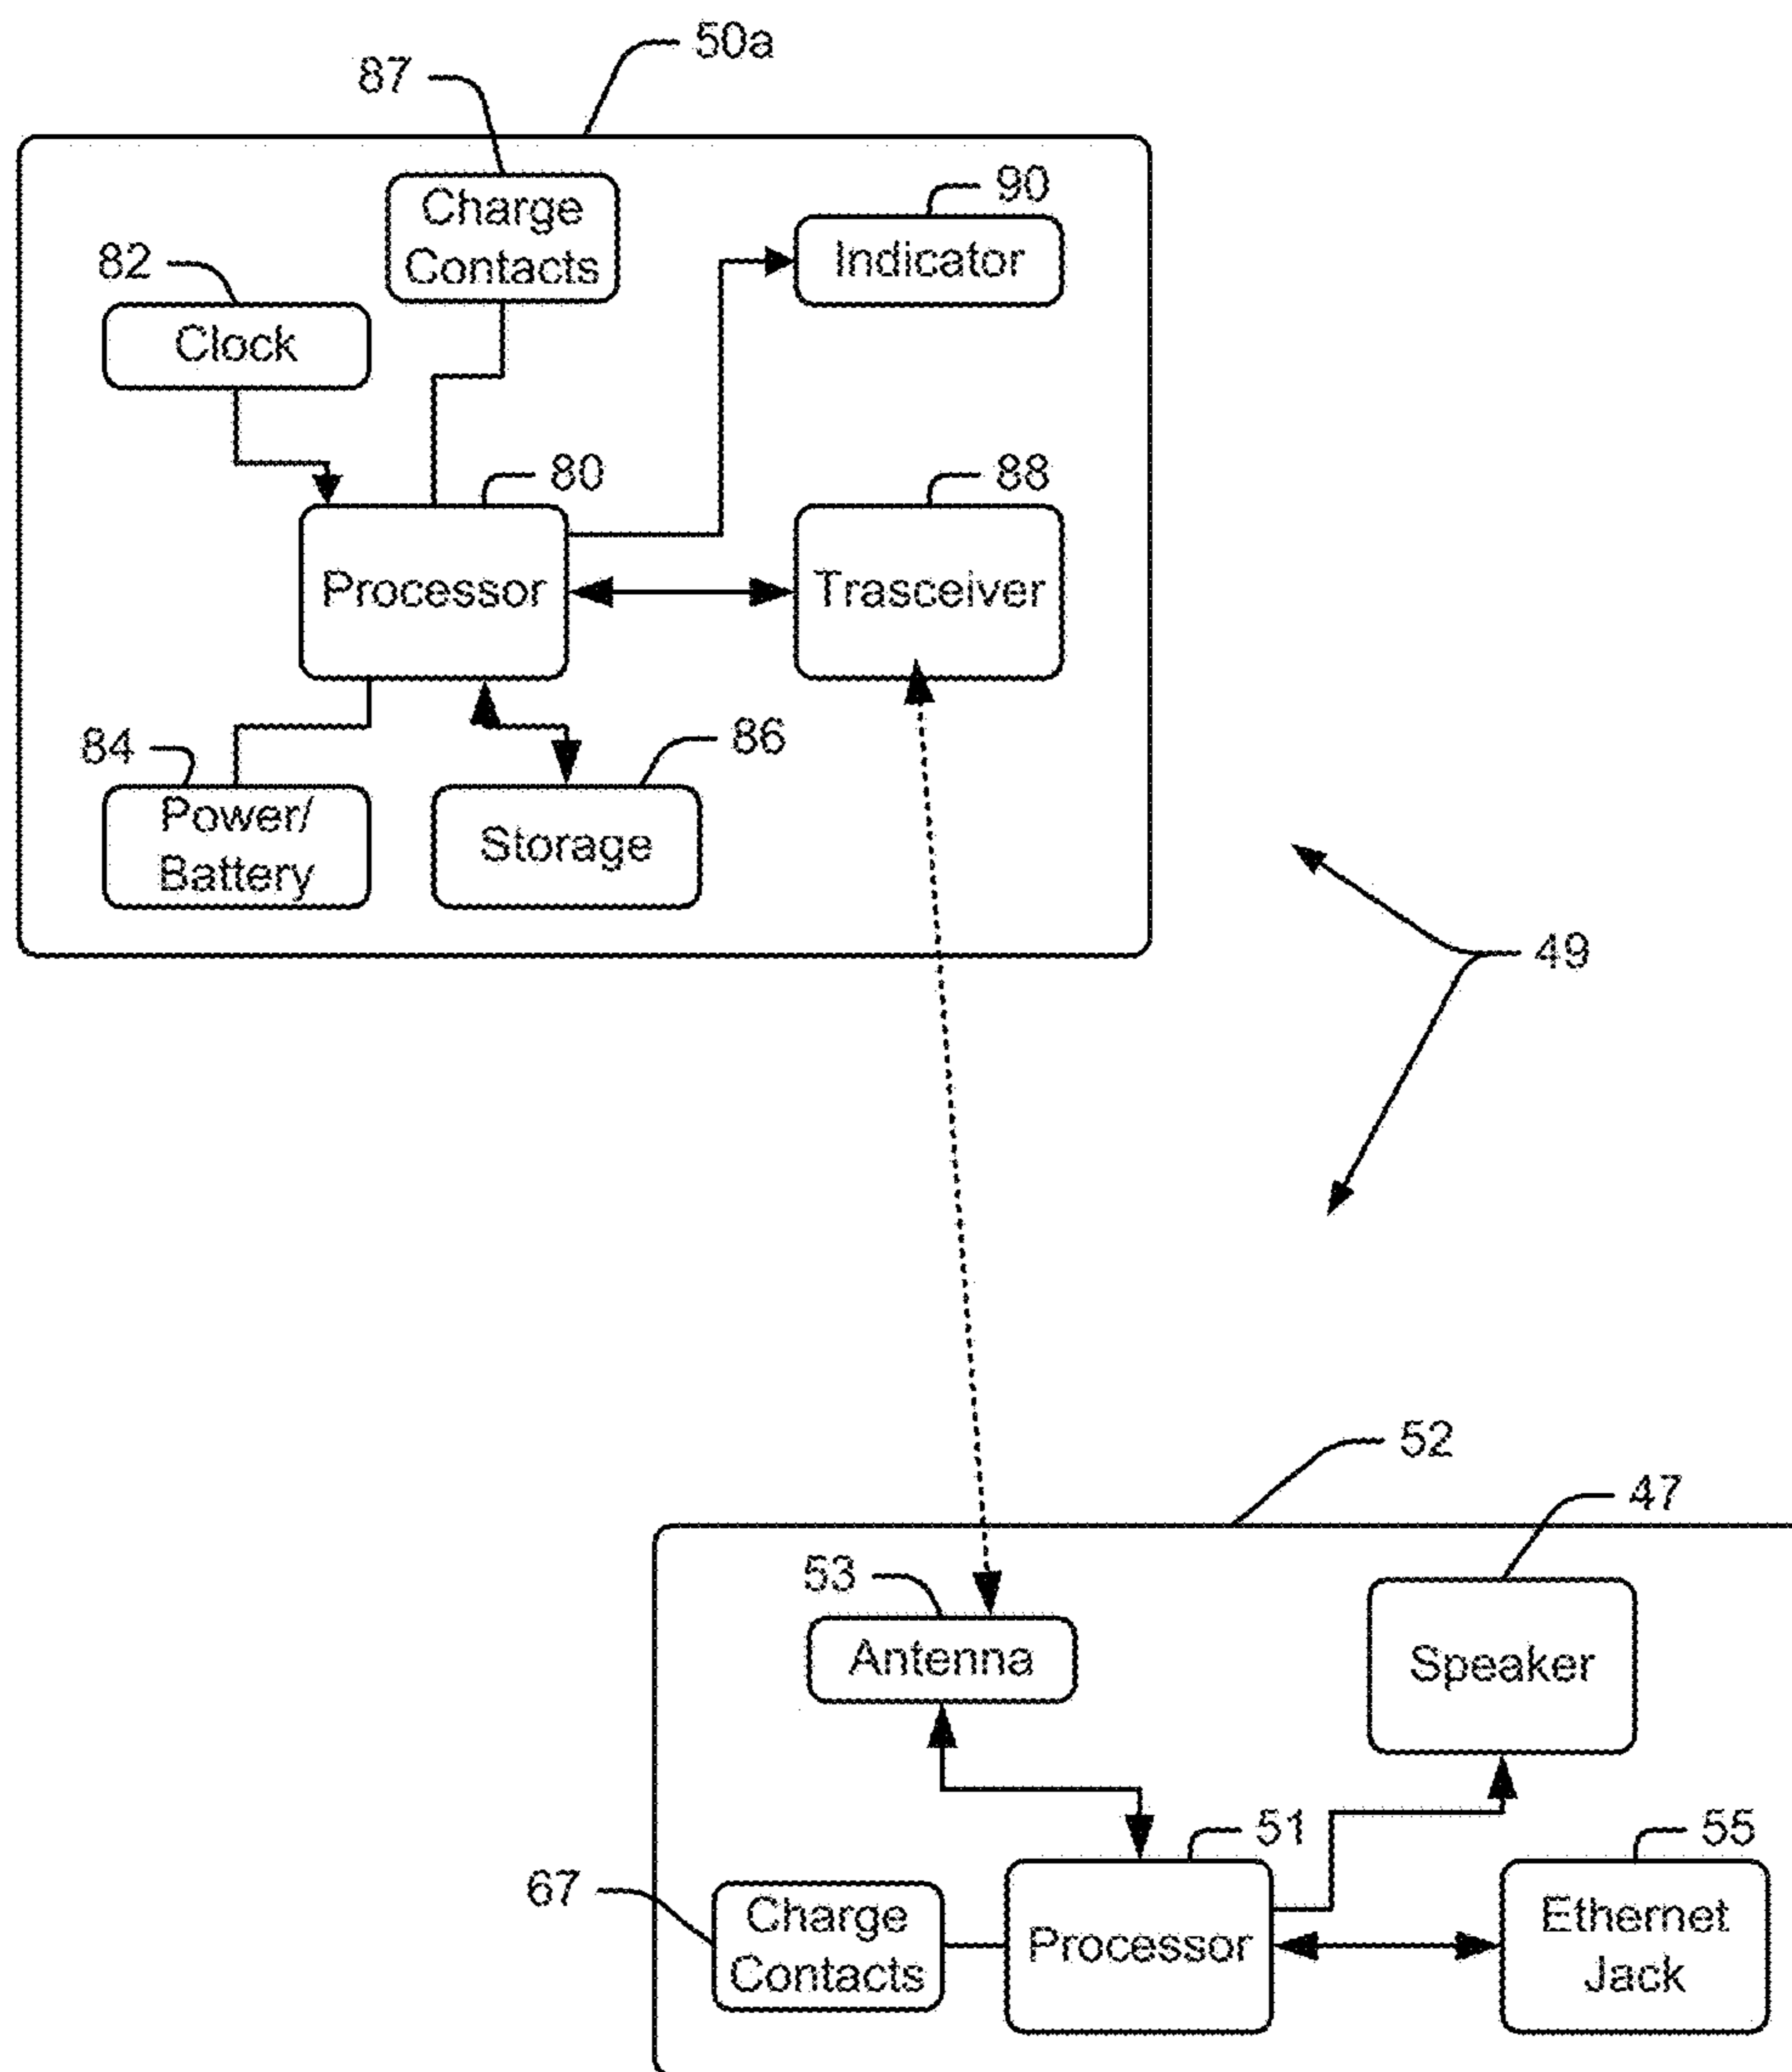 50a
87
Charge
Contacts
90
Indicator
82
Clock
80
Processor
88
Trasceiver
84
Power/
Battery
86
Storage
49
52
47
53
Antenna
Speaker
51
Processor
55
Ethernet
Jack
67
Charge
Contacts